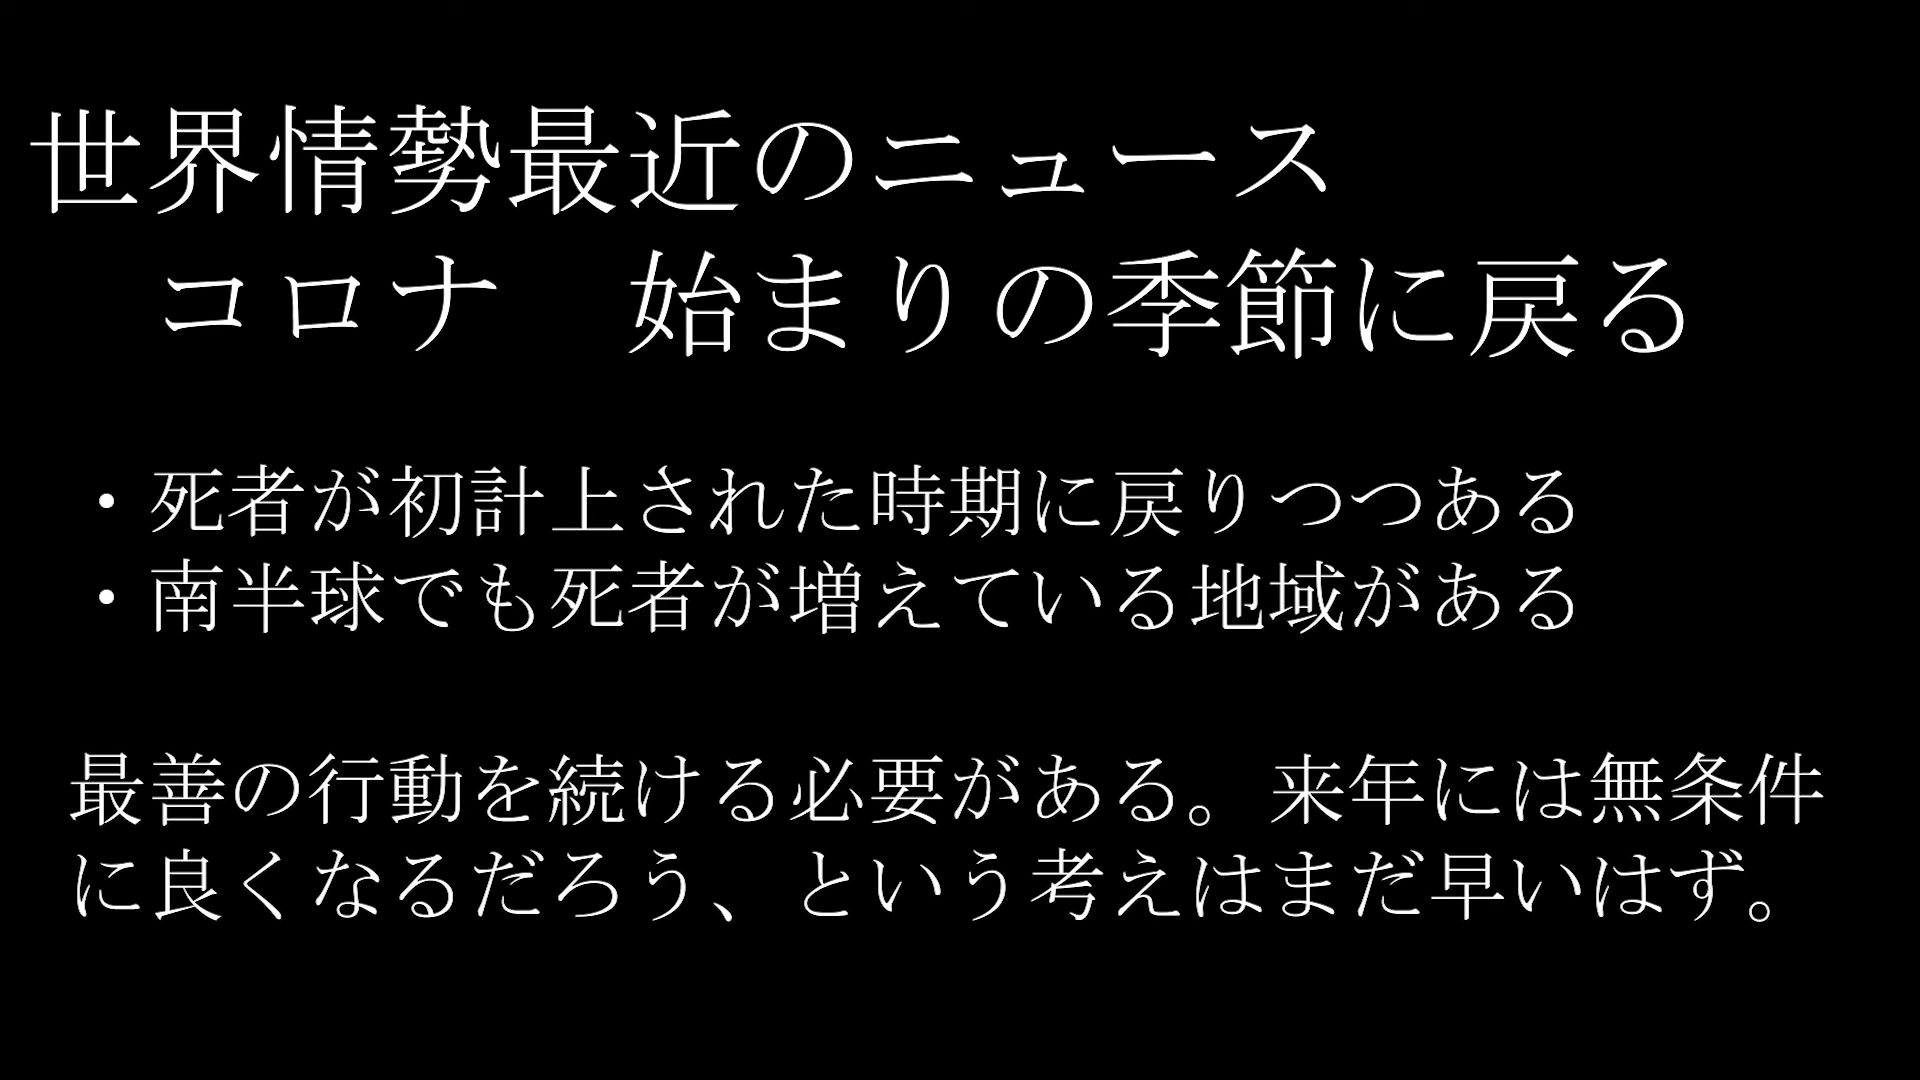 世界情勢最近のニュース
コロナ　始まりの季節に戻る
・死者が初計上された時期に戻りつつある
・南半球でも死者が増えている地域がある
最善の行動を続ける必要がある。来年には無条件
に良くなるだろう、という考えはまだ早いはず。